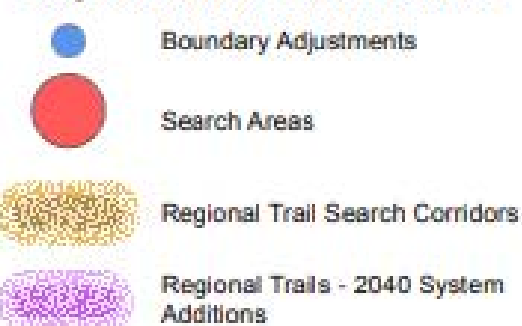 Boundary Adjustments
Search Areas
Regional Trail Search Corridors
Regional Trails - 2040 System
Additions